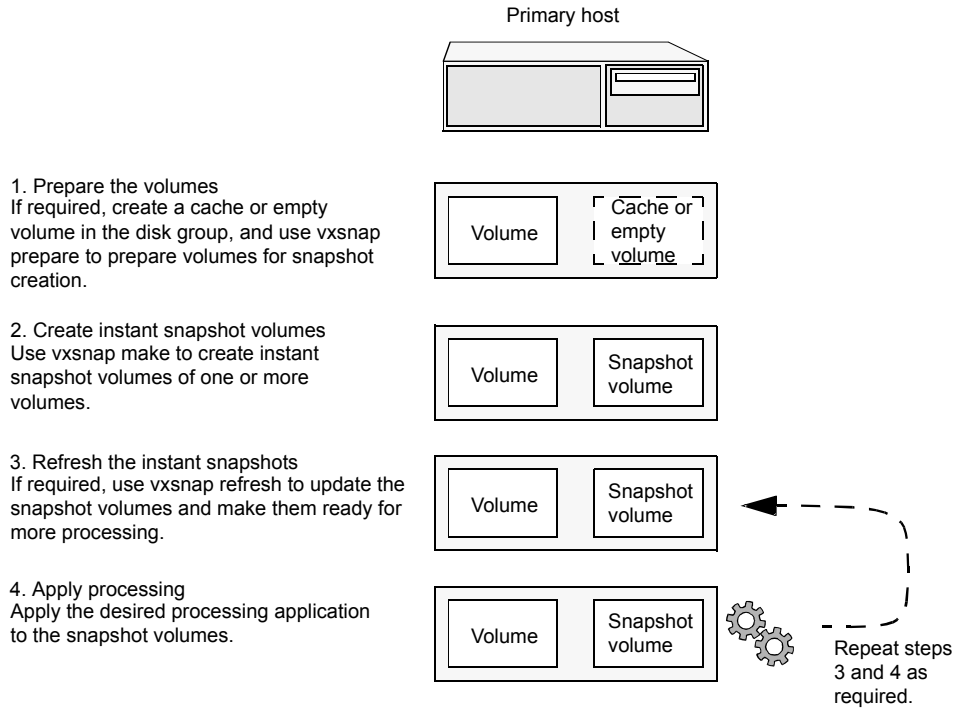 Primary host
1. Prepare the volumes
If required, create a cache or empty
volume in the disk group, and use vxsnap
prepare to prepare volumes for snapshot
creation.
Volume
Cache or
empty
volume
2. Create instant snapshot volumes
Use vxsnap make to create instant
snapshot volumes of one or more
volumes.
Volume
Snapshot
volume
3. Refresh the instant snapshots
If required, use vxsnap refresh to update the
snapshot volumes and make them ready for
more processing.
Volume
Snapshot
volume
4. Apply processing
Apply the desired processing application
to the snapshot volumes.
Volume
Snapshot
volume
Repeat steps
3 and 4 as
required.